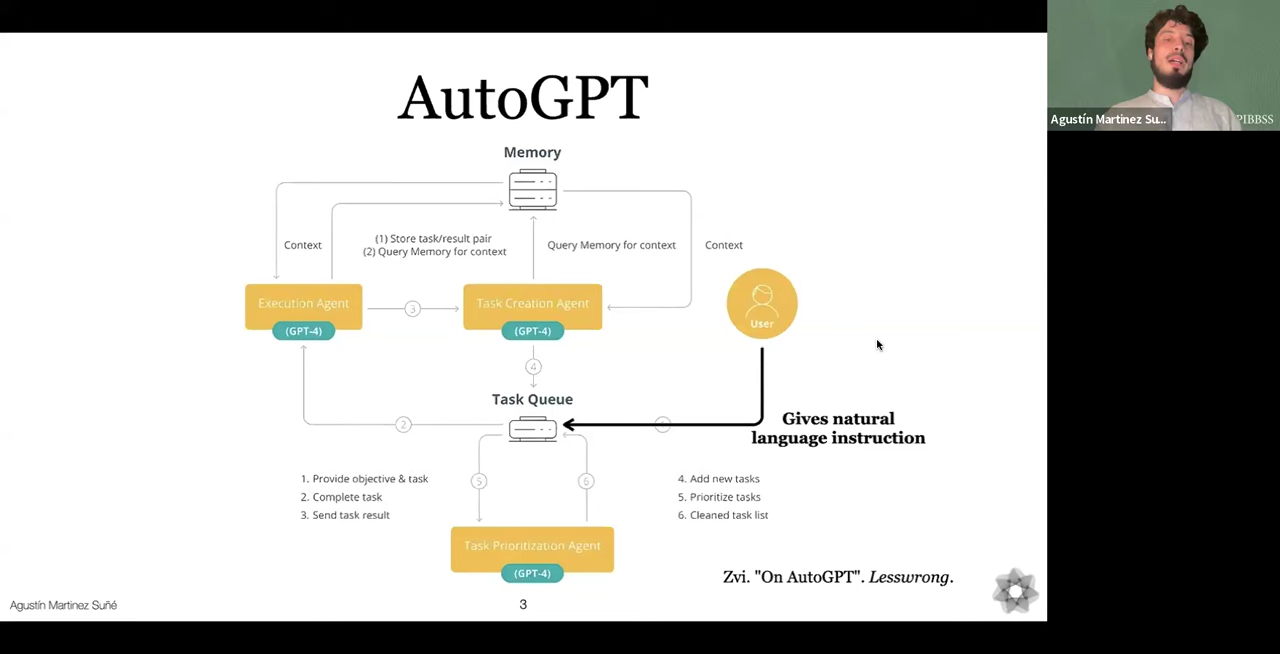 AutoGPT
Agustín Martinez Su...
PIBBSS
Memory
Context
(1) Store task/result pair
(2) Query Memory for context
Query Memory for context
Context
Execution Agent
(GPT-4)
3
Task Creation Agent
(GPT-4)
User
4
Task Queue
2
Gives natural
language instruction
1. Provide objective & task
2. Complete task
3. Send task result
5
6
4. Add new tasks
5. Prioritize tasks
6. Cleaned task list
Task Prioritization Agent
(GPT-4)
Zvi. "On AutoGPT". Lesswrong.
Agustín Martinez Suñé
3